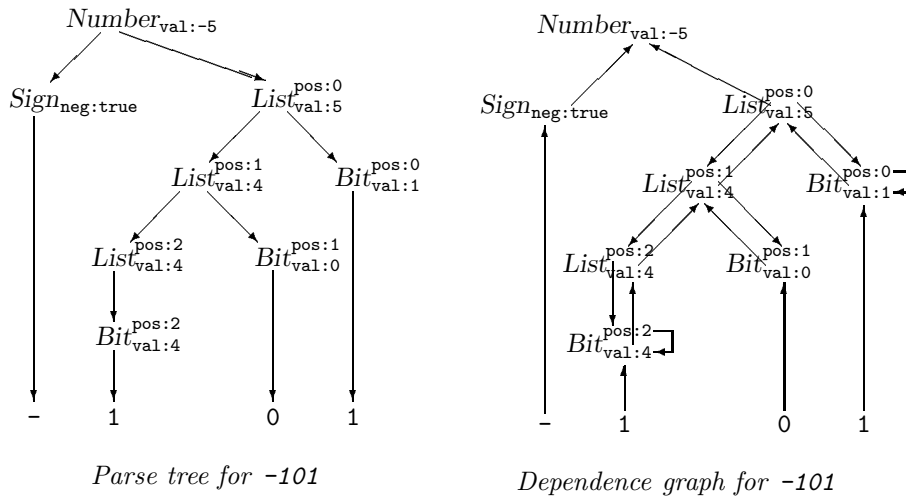 Number val:-5
Number val:-5
Sign neg:true
List pos:0 val:5
Sign neg:true
List pos:0 val:5
List pos:1 val:4
Bit pos:0 val:1
List pos:1 val:4
Bit pos:0 val:1
List pos:2 val:4
Bit pos:1 val:0
List pos:2 val:4
Bit pos:1 val:0
Bit pos:2 val:4
Bit pos:2 val:4
- 1 0 1
- 1 0 1
Parse tree for -101
Dependence graph for -101